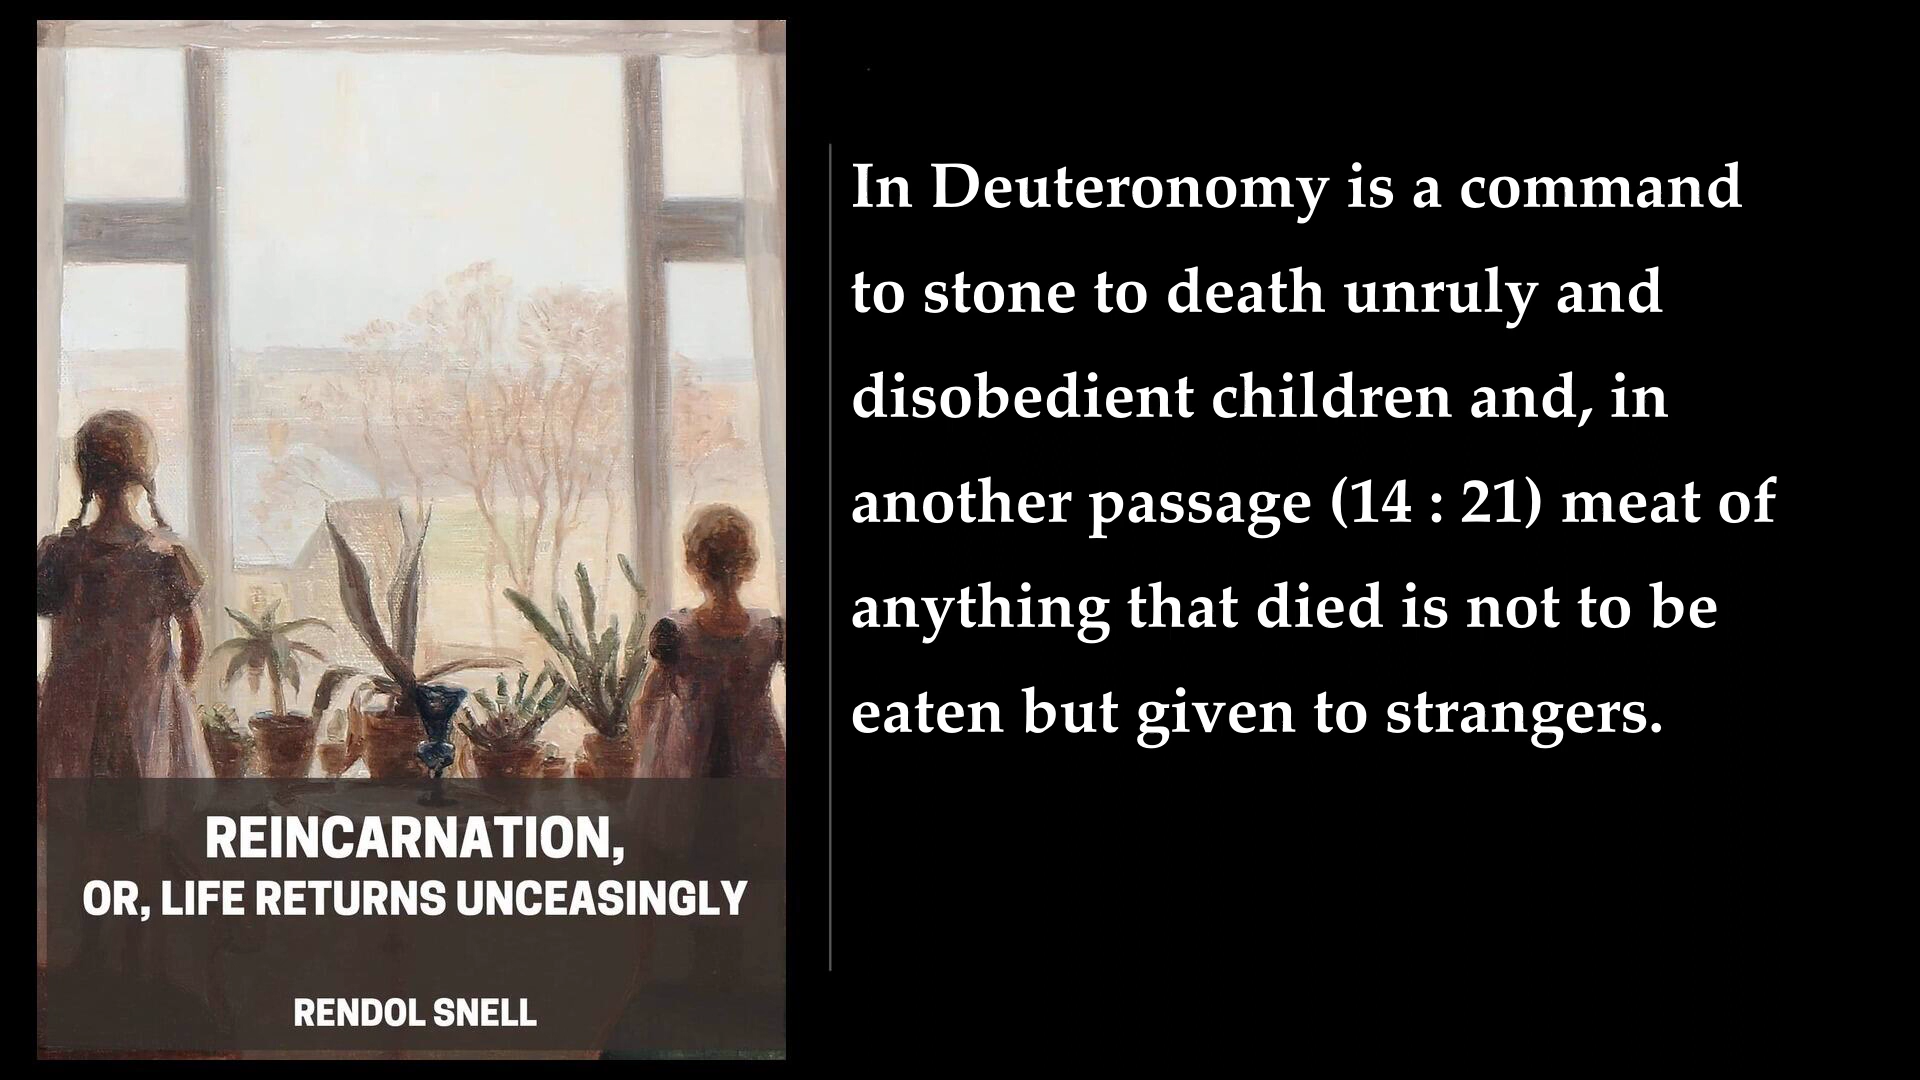 REINCARNATION,
OR, LIFE RETURNS UNCEASINGLY
RENDOL SNELL
In Deuteronomy is a command
to stone to death unruly and
disobedient children and, in
another passage (14 : 21) meat of
anything that died is not to be
eaten but given to strangers.